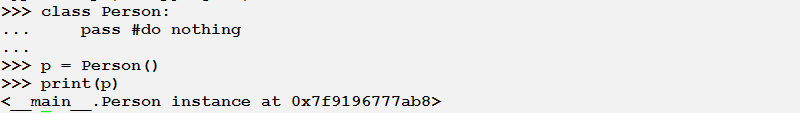 >>> class Person:
...     pass #do nothing
...
>>> p = Person()
>>> print(p)
<__main__.Person instance at 0x7f9196777ab8>